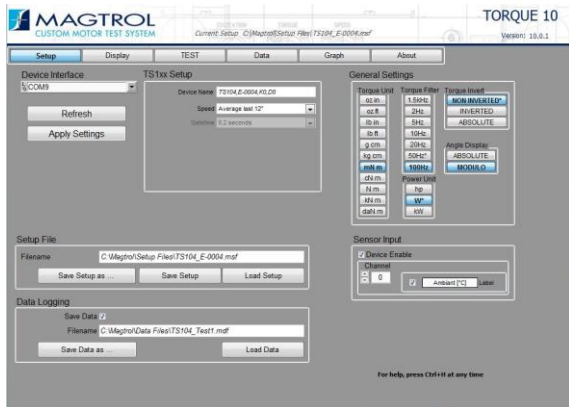 MAGTROL
CUSTOM MOTOR TEST SYSTEM
Current Setup C:\Magtrol\Setup Files\TS104_E-0004.msf
TORQUE 10
Version: 10.0.1
Setup Display TEST Data Graph About
Device Interface
COM9
Refresh
Apply Settings
TS1xx Setup
Device Name TS104,E-0004,K0,D0
Speed Average last 12°
0.2 seconds
General Settings
Torque Unit
oz in
oz ft
lb in
lb ft
g cm
kg cm
mN m
cN m
N m
kN m
daN m
Torque Filter
1.5kHz
2Hz
5Hz
10Hz
20Hz
50Hz*
100Hz
Power Unit
hp
W*
kW
Torque Invert
NON INVERTED*
INVERTED
ABSOLUTE
Angle Display
ABSOLUTE
MODULO
Setup File
Filename C:\Magtrol\Setup Files\TS104_E-0004.msf
Save Setup as ... Save Setup Load Setup
Data Logging
Save Data
Filename C:\Magtrol\Data Files\TS104_Test1.mdf
Save Data as ... Load Data
Sensor Input
Device Enable
Channel
0
Ambiant [°C] Label
For help, press Ctrl+H at any time